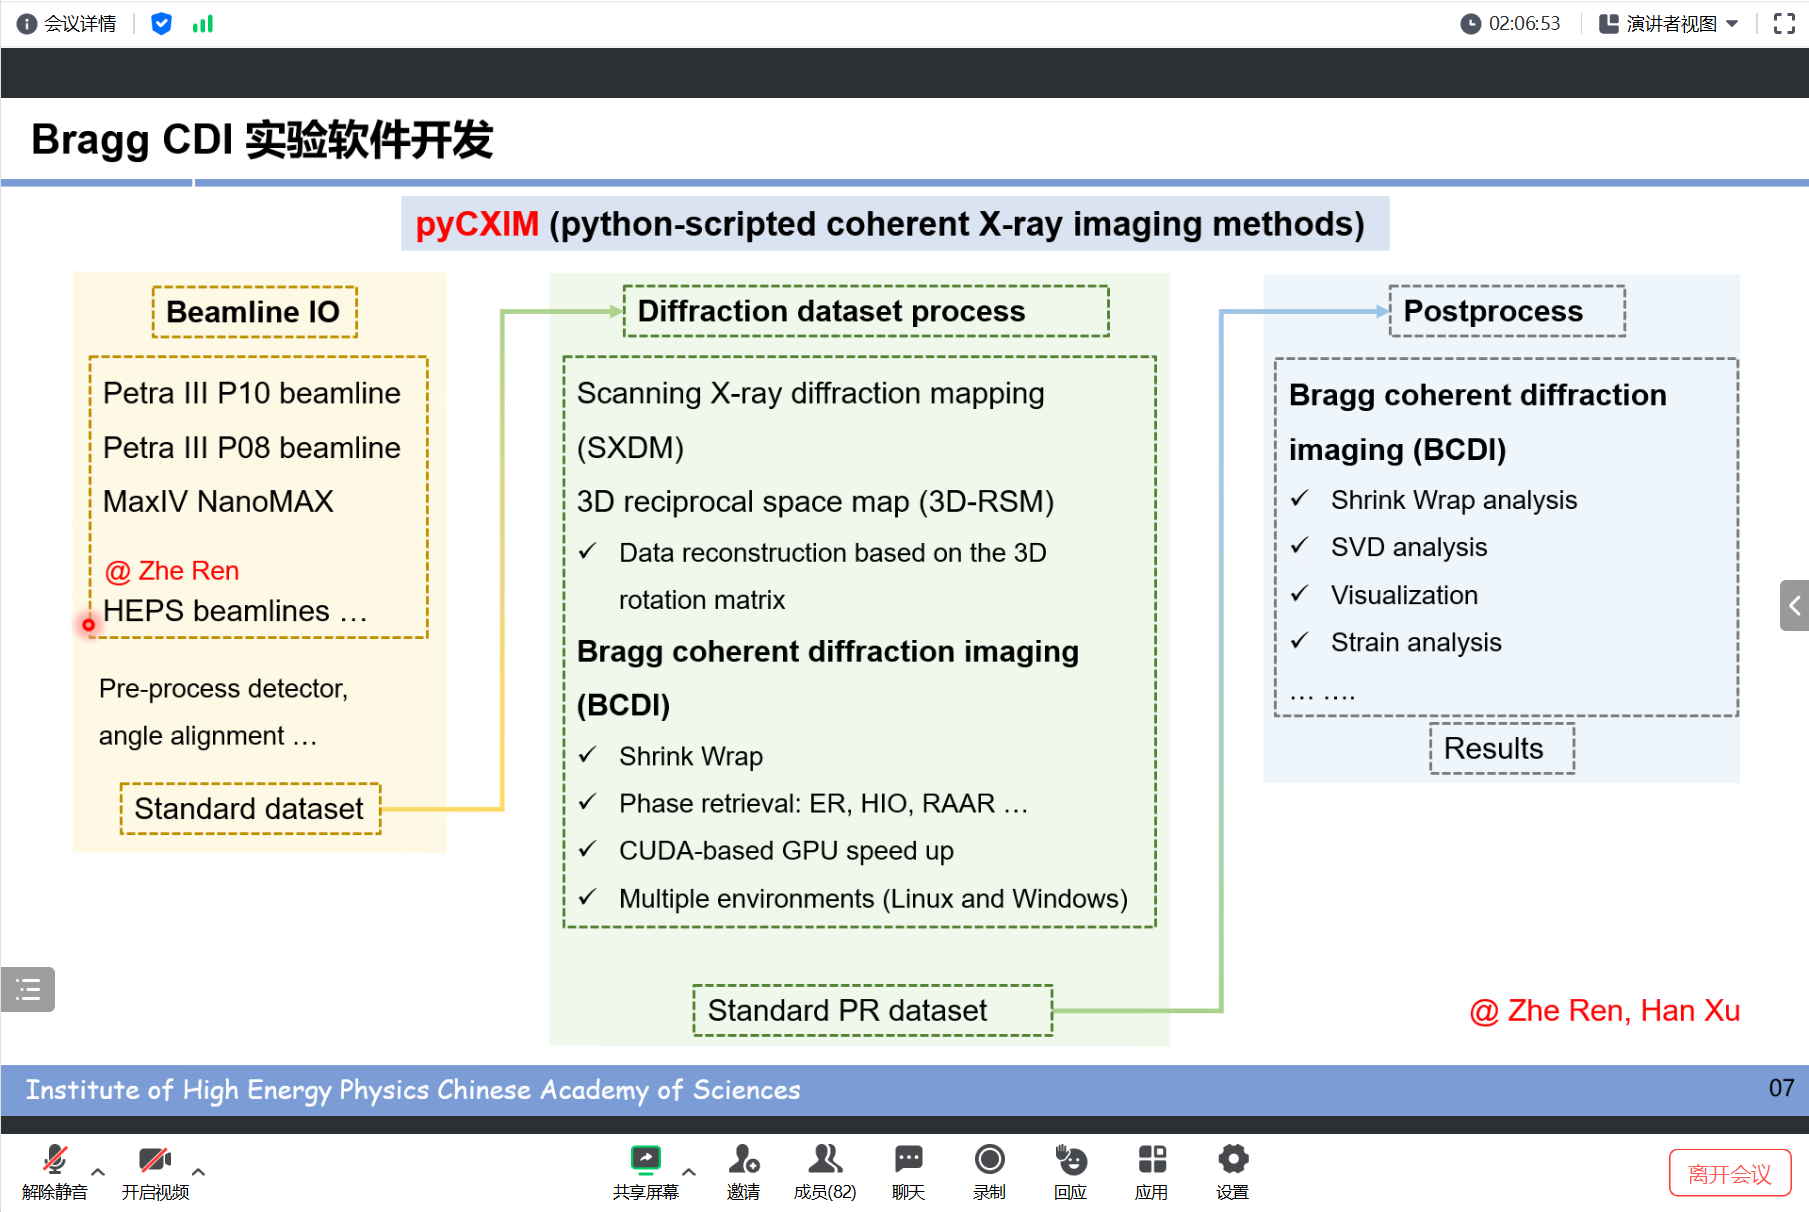 会议详情
02:06:53
演讲者视图
Bragg CDI 实验软件开发
pyCXIM (python-scripted coherent X-ray imaging methods)
Beamline IO
Petra III P10 beamline
Petra III P08 beamline
MaxIV NanoMAX
@ Zhe Ren
HEPS beamlines …
Pre-process detector,
angle alignment …
Standard dataset
Diffraction dataset process
Scanning X-ray diffraction mapping
(SXDM)
3D reciprocal space map (3D-RSM)
✓ Data reconstruction based on the 3D
rotation matrix
Bragg coherent diffraction imaging
(BCDI)
✓ Shrink Wrap
✓ Phase retrieval: ER, HIO, RAAR …
✓ CUDA-based GPU speed up
✓ Multiple environments (Linux and Windows)
Standard PR dataset
Postprocess
Bragg coherent diffraction
imaging (BCDI)
✓ Shrink Wrap analysis
✓ SVD analysis
✓ Visualization
✓ Strain analysis
… ….
Results
@ Zhe Ren, Han Xu
Institute of High Energy Physics Chinese Academy of Sciences
07
解除静音
开启视频
共享屏幕
邀请
成员(82)
聊天
录制
回应
应用
设置
离开会议